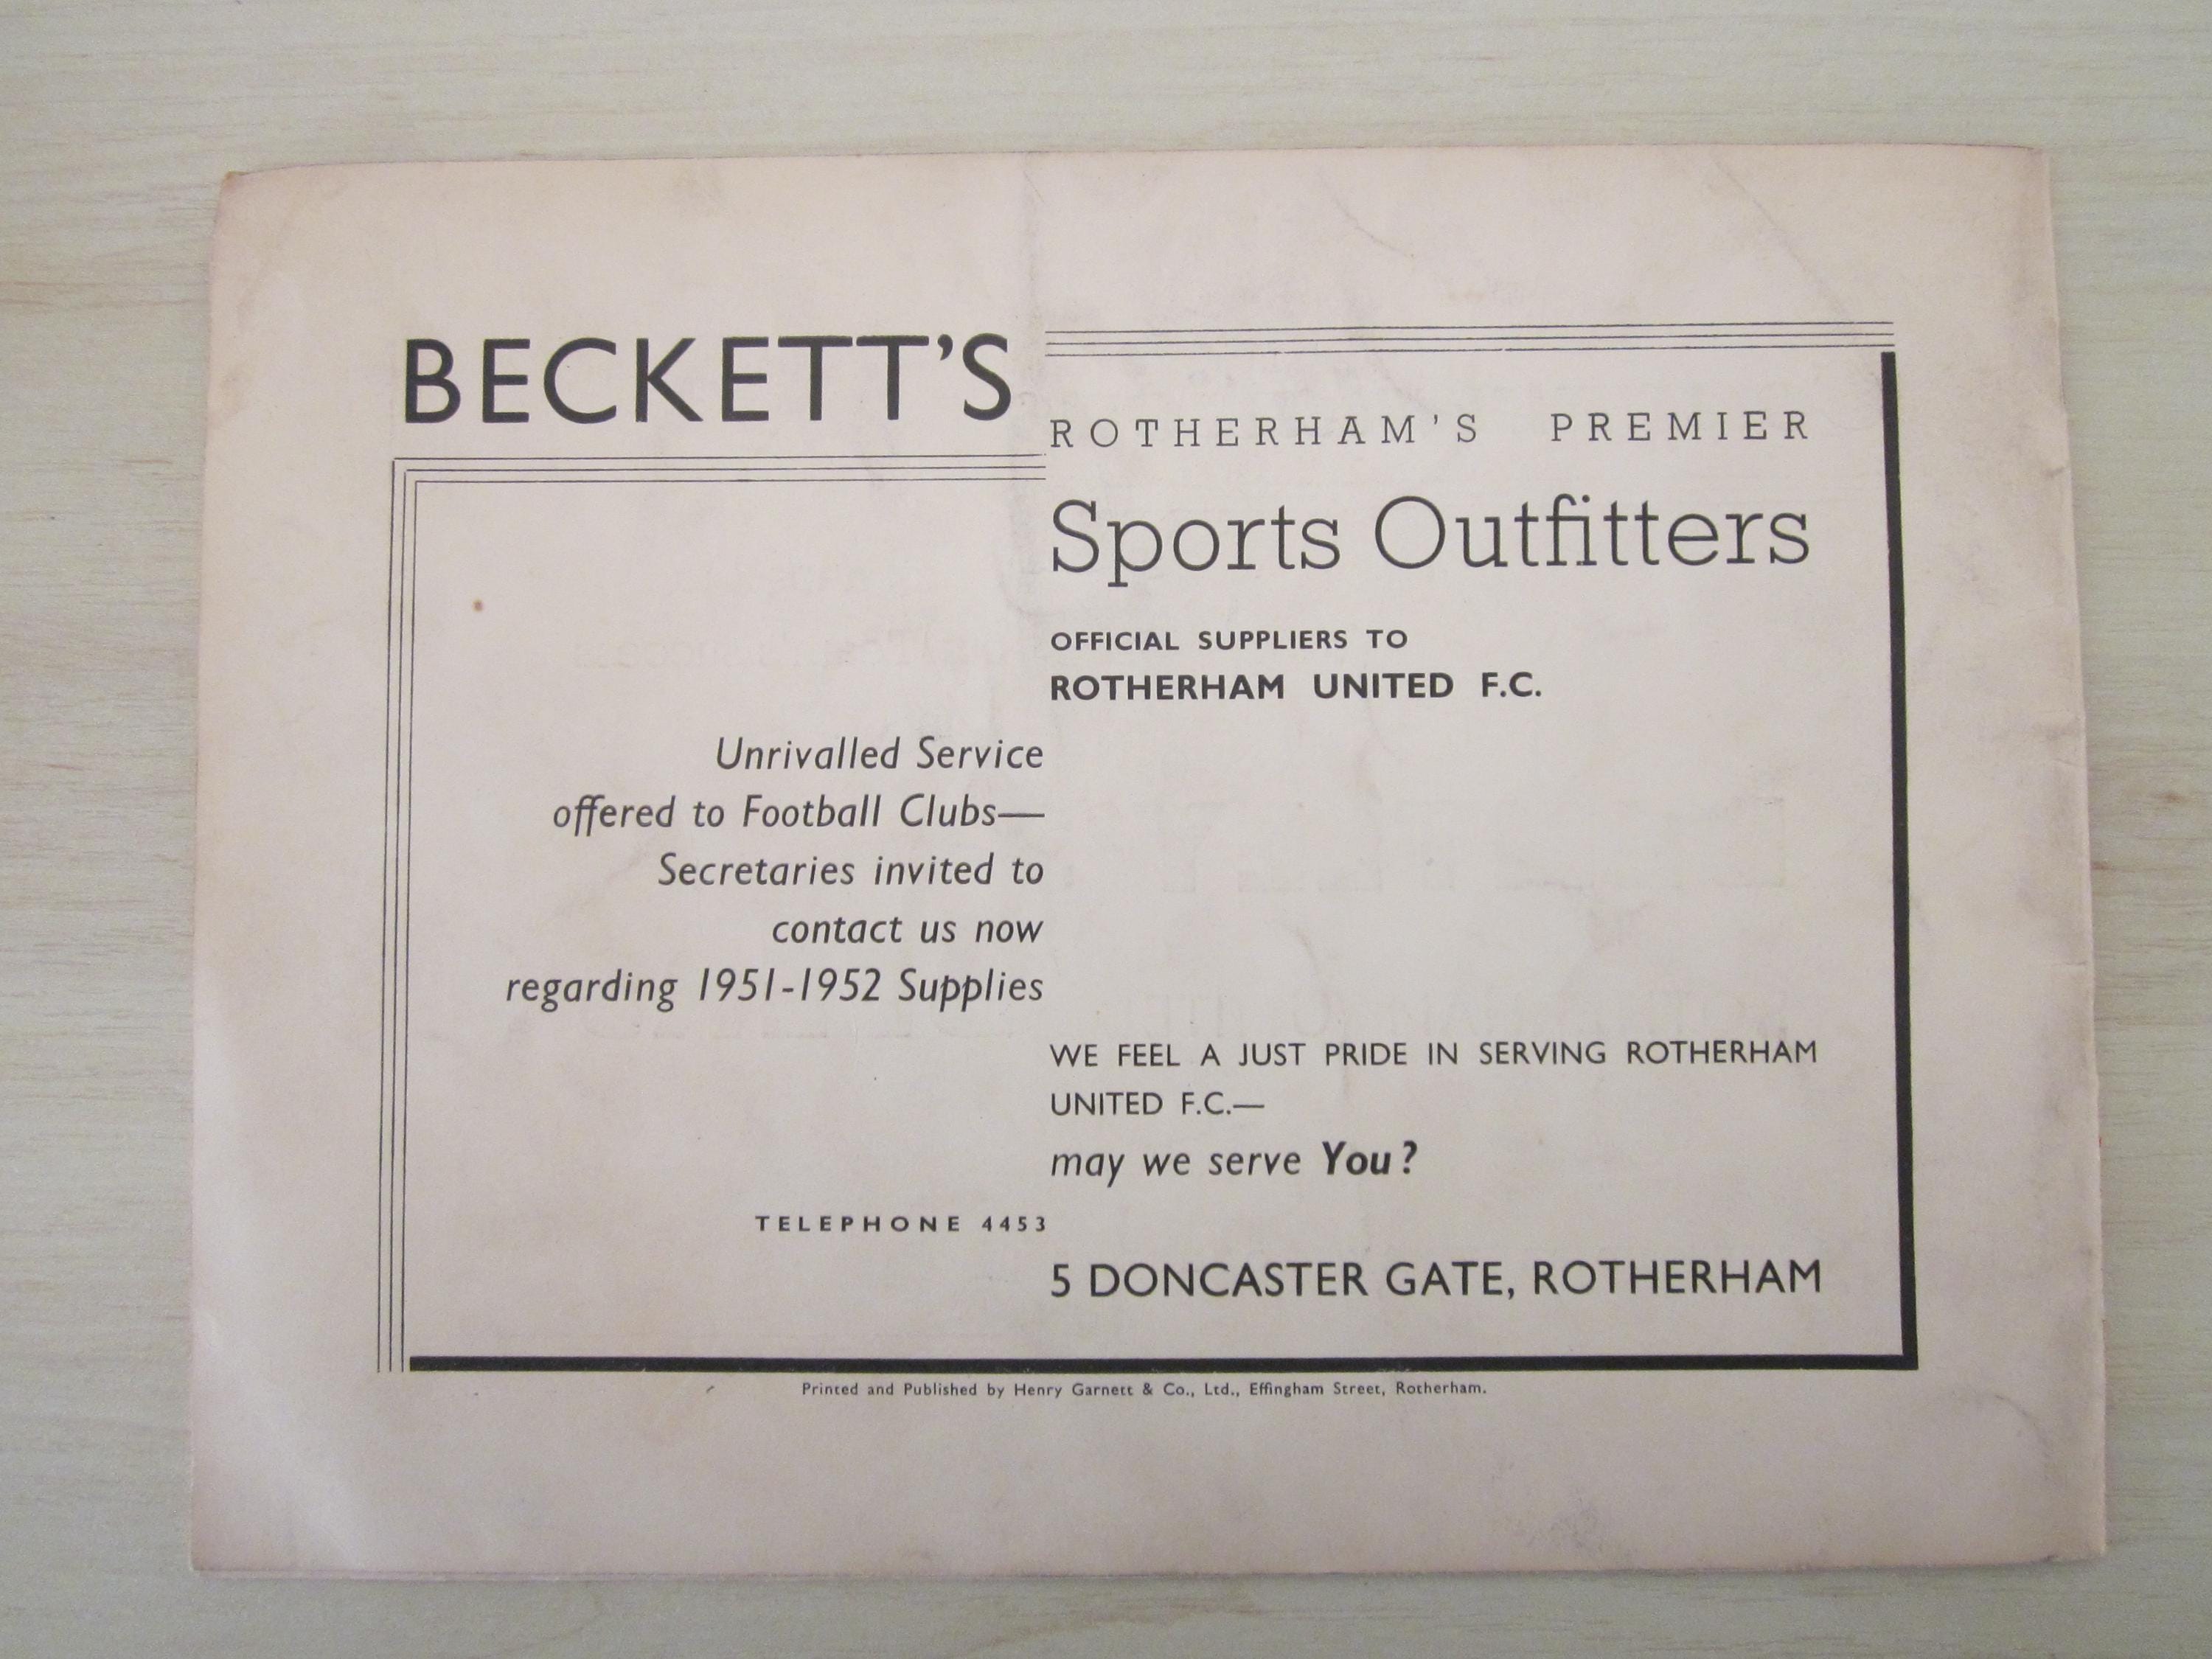 BECKETT'S
ROTHERHAM'S PREMIER
Sports Outfitters
OFFICIAL SUPPLIERS TO
ROTHERHAM UNITED F.C.
Unrivalled Service
offered to Football Clubs—
Secretaries invited to
contact us now
regarding 1951-1952 Supplies
WE FEEL A JUST PRIDE IN SERVING ROTHERHAM
UNITED F.C.—
may we serve You?
TELEPHONE 4453
5 DONCASTER GATE, ROTHERHAM
Printed and Published by Henry Garnett & Co., Ltd., Effingham Street, Rotherham.